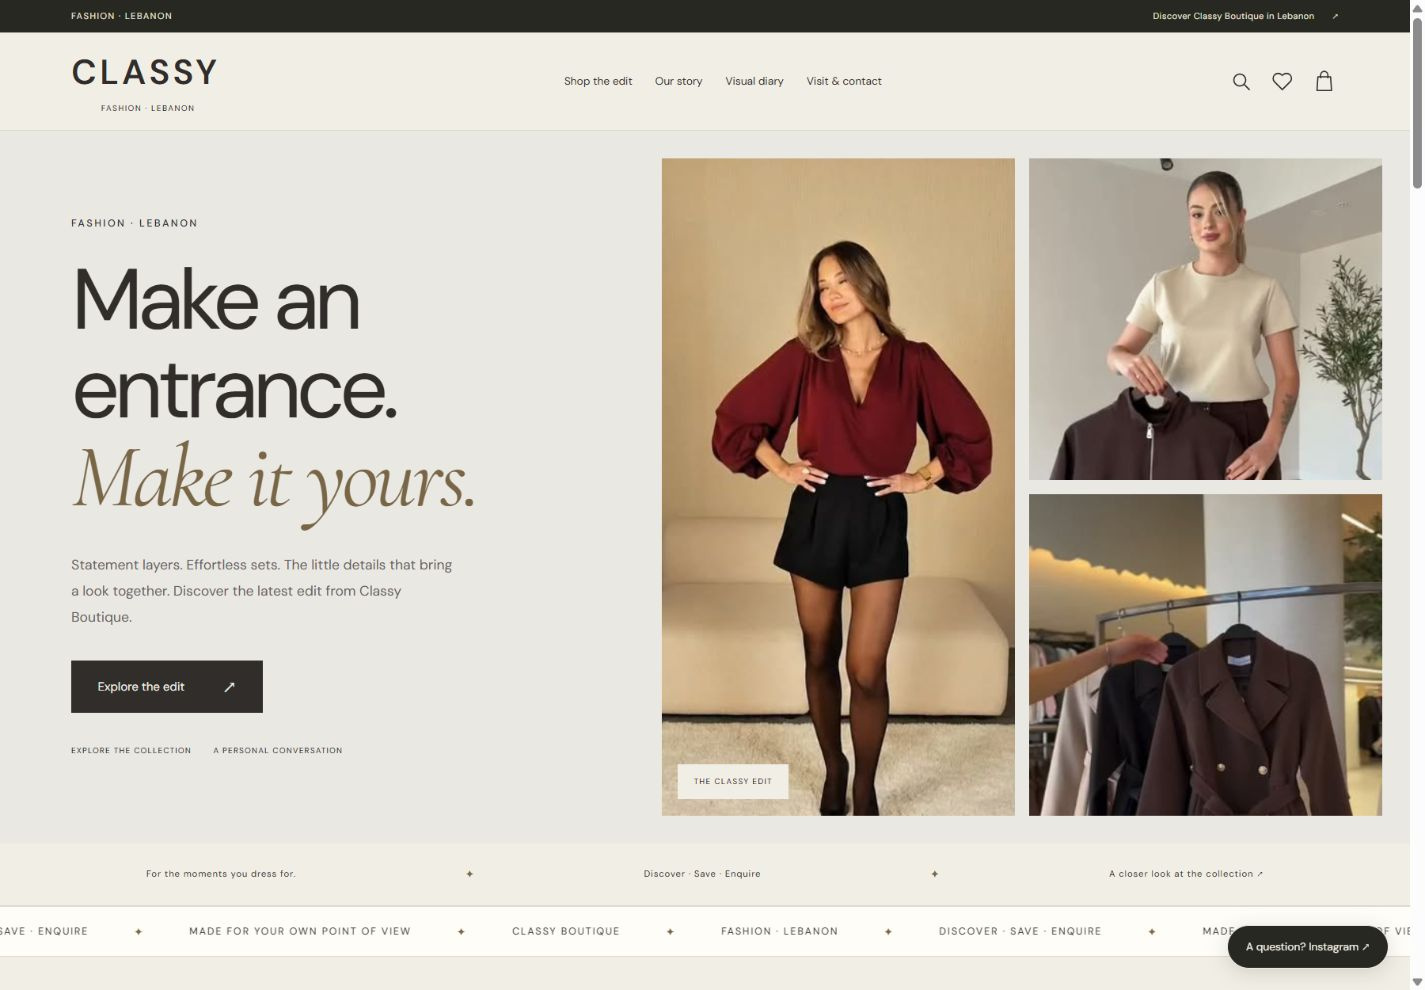 FASHION · LEBANON
Discover Classy Boutique in Lebanon ↗
CLASSY
FASHION · LEBANON
Shop the edit
Our story
Visual diary
Visit & contact
FASHION · LEBANON
Make an
entrance.
Make it yours.
Statement layers. Effortless sets. The little details that bring
a look together. Discover the latest edit from Classy
Boutique.
Explore the edit ↗
EXPLORE THE COLLECTION
A PERSONAL CONVERSATION
THE CLASSY EDIT
For the moments you dress for.
✦
Discover · Save · Enquire
✦
A closer look at the collection ↗
SAVE · ENQUIRE ✦ MADE FOR YOUR OWN POINT OF VIEW ✦ CLASSY BOUTIQUE ✦ FASHION · LEBANON ✦ DISCOVER · SAVE · ENQUIRE ✦ MADE
A question? Instagram ↗